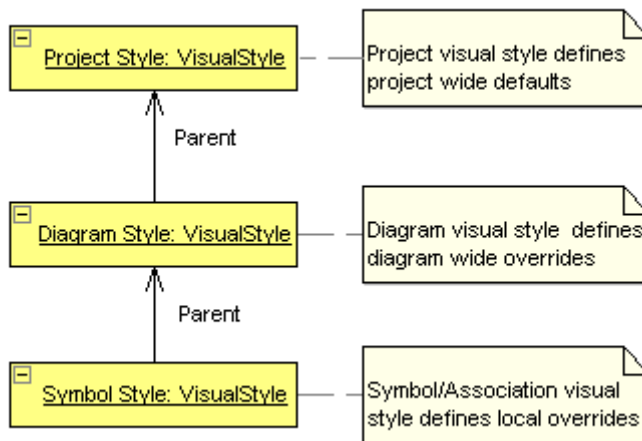 Project Style: VisualStyle
Project visual style defines
project wide defaults
Parent
Diagram Style: VisualStyle
Diagram visual style defines
diagram wide overrides
Parent
Symbol Style: VisualStyle
Symbol/Association visual
style defines local overrides